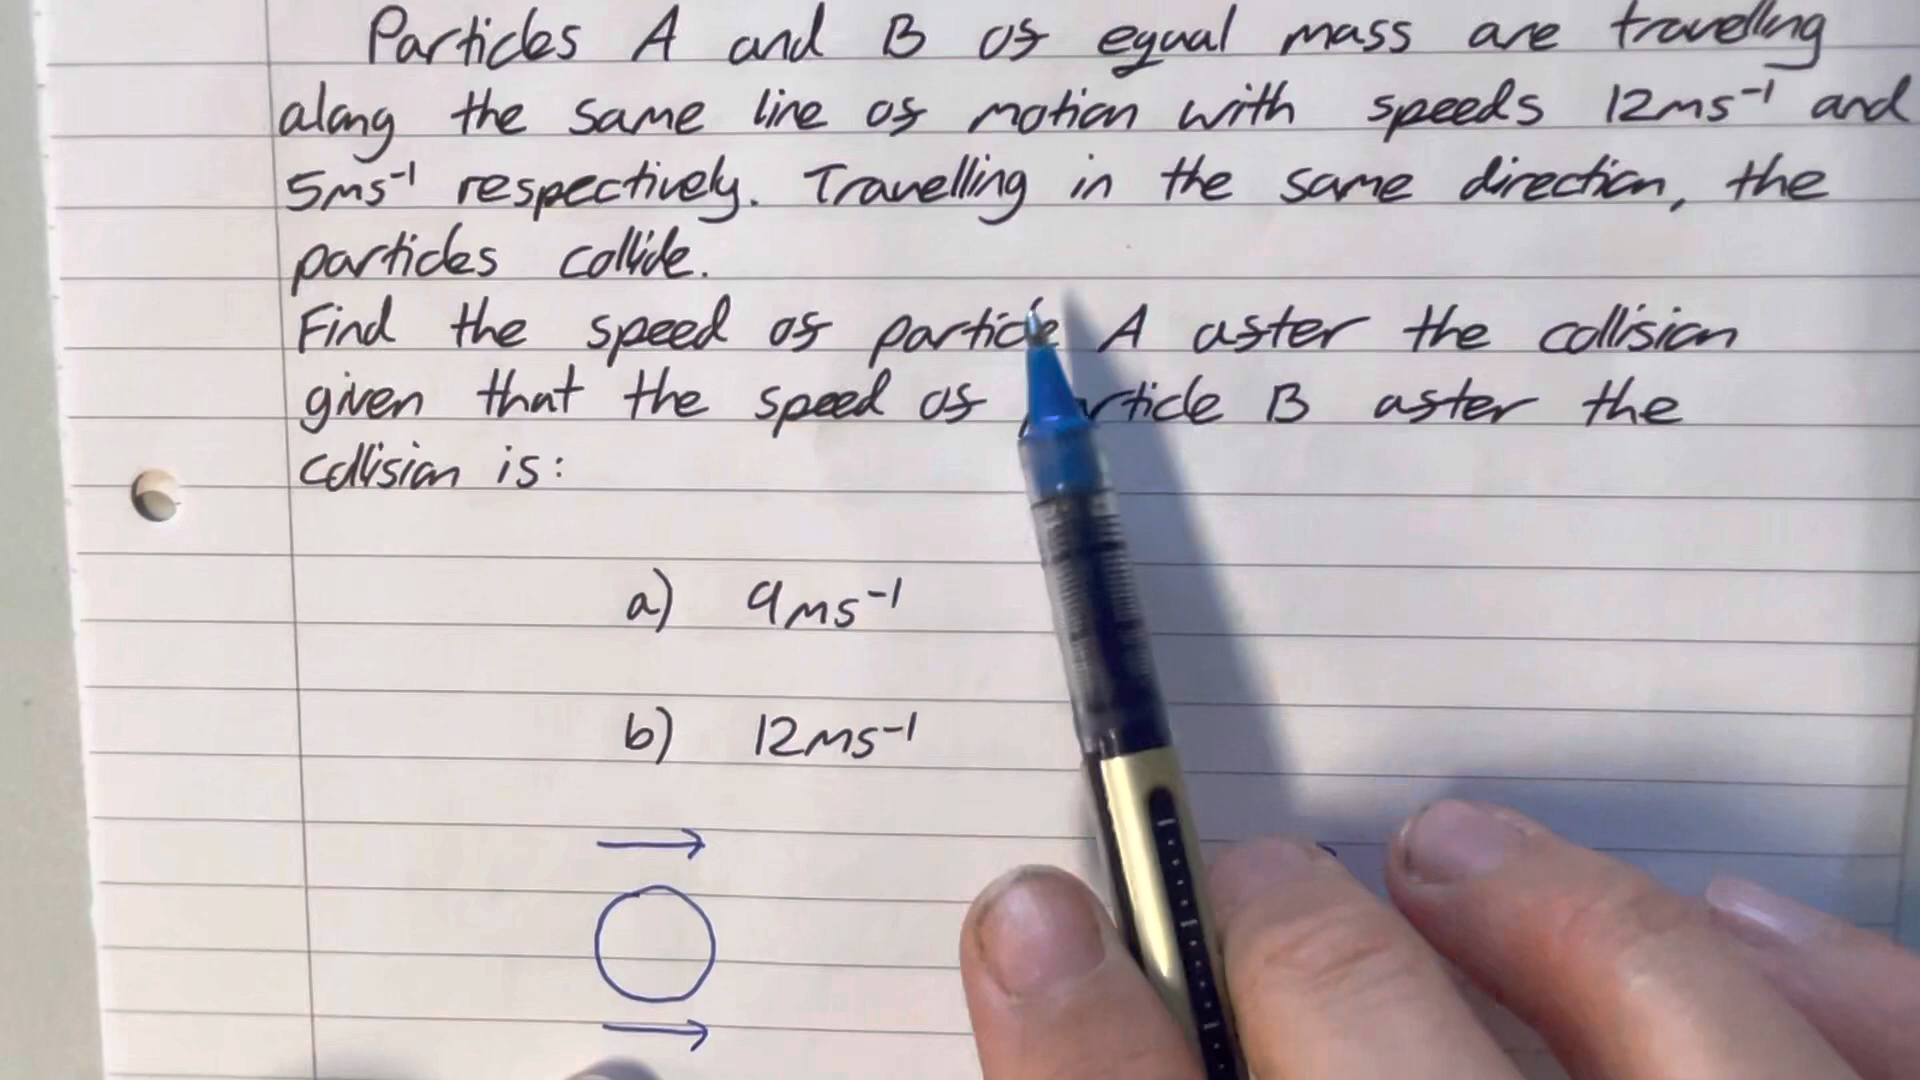 Particles A and B of equal mass are travelling
along the same line of motion with speeds 12ms⁻¹ and
5ms⁻¹ respectively. Travelling in the same direction, the
particles collide.
Find the speed of particle A after the collision
given that the speed of particle B after the
collision is:
a) 9ms⁻¹
b) 12ms⁻¹